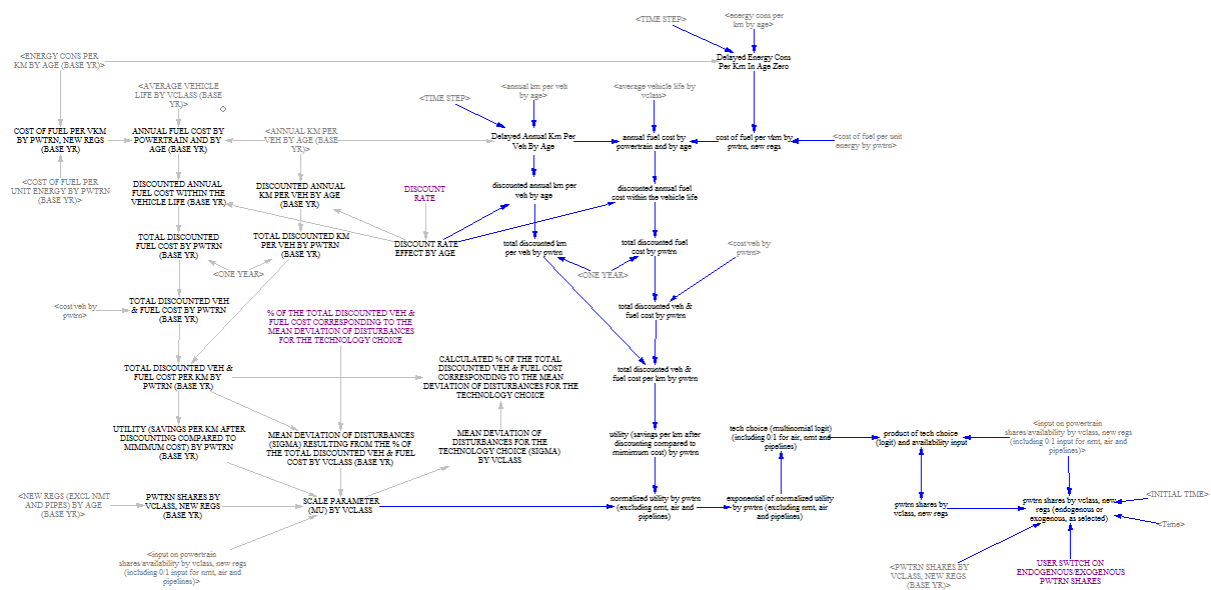 <TIME STEP>
<energy cons per
km by age>
<ENERGY CONS PER
KM BY AGE (BASE YR)>
Delayed Energy Cons
Per Km In Age Zero
<AVERAGE VEHICLE
LIFE BY VCLASS (BASE
YR)>
<TIME STEP>
<annual km per veh
by age>
<average vehicle life by
vclass>
COST OF FUEL PER VKM
BY PWTRN, NEW REGS
(BASE YR)
ANNUAL FUEL COST BY
POWERTRAIN AND BY
AGE (BASE YR)
<ANNUAL KM PER
VEH BY AGE (BASE
YR)>
Delayed Annual Km Per
Veh By Age
annual fuel cost by
powertrain and by age
cost of fuel per vkm by
pwtrn, new regs
<cost of fuel per unit
energy by pwtrn>
<COST OF FUEL PER
UNIT ENERGY BY PWTRN
(BASE YR)>
DISCOUNTED ANNUAL
FUEL COST WITHIN THE
VEHICLE LIFE (BASE YR)
DISCOUNTED ANNUAL
KM PER VEH BY AGE
(BASE YR)
DISCOUNT
RATE
discounted annual km per
veh by age
discounted annual fuel
cost within the vehicle life
TOTAL DISCOUNTED
FUEL COST BY PWTRN
(BASE YR)
TOTAL DISCOUNTED KM
PER VEH BY PWTRN
(BASE YR)
DISCOUNT RATE
EFFECT BY AGE
total discounted km
per veh by pwtrn
total discounted fuel
cost by pwtrn
<cost veh by
pwtrn>
<ONE YEAR>
<ONE YEAR>
<cost veh by
pwtrn>
TOTAL DISCOUNTED VEH
& FUEL COST BY PWTRN
(BASE YR)
% OF THE TOTAL DISCOUNTED VEH &
FUEL COST CORRESPONDING TO THE
MEAN DEVIATION OF DISTURBANCES
FOR THE TECHNOLOGY CHOICE
total discounted veh &
fuel cost by pwtrn
TOTAL DISCOUNTED VEH &
FUEL COST PER KM BY
PWTRN (BASE YR)
CALCULATED % OF THE TOTAL
DISCOUNTED VEH & FUEL COST
CORRESPONDING TO THE MEAN
DEVIATION OF DISTURBANCES FOR THE
TECHNOLOGY CHOICE
total discounted veh &
fuel cost per km by pwtrn
UTILITY (SAVINGS PER KM AFTER
DISCOUNTING COMPARED TO
MIMIMUM COST) BY PWTRN
(BASE YR)
MEAN DEVIATION OF DISTURBANCES
(SIGMA) RESULTING FROM THE % OF
THE TOTAL DISCOUNTED VEH & FUEL
COST BY VCLASS (BASE YR)
MEAN DEVIATION OF
DISTURBANCES FOR THE
TECHNOLOGY CHOICE (SIGMA)
BY VCLASS
utility (savings per km after
discounting compared to
mimimum cost) by pwtrn
tech choice (multinomial logit)
(including 0/1 for air, nmt and
pipelines)
product of tech choice
(logit) and availability input
<input on powertrain
shares/availability by vclass, new regs
(including 0/1 input for nmt, air and
pipelines)>
<NEW REGS (EXCL NMT
AND PIPES) BY AGE
(BASE YR)>
PWTRN SHARES BY
VCLASS, NEW REGS
(BASE YR)
SCALE PARAMETER
(MU) BY VCLASS
normalized utility by pwtrn
(excluding nmt, air and
pipelines)
exponential of normalized utility
by pwtrn (excluding nmt, air
and pipelines)
pwtrn shares by
vclass, new regs
pwtrn shares by vclass, new
regs (endogenous or
exogenous, as selected)
<INITIAL TIME>
<Time>
<input on powertrain
shares/availability by vclass, new regs
(including 0/1 input for nmt, air and
pipelines)>
<PWTRN SHARES BY
VCLASS, NEW REGS
(BASE YR)>
USER SWITCH ON
ENDOGENOUS/EXOGENOUS
PWTRN SHARES